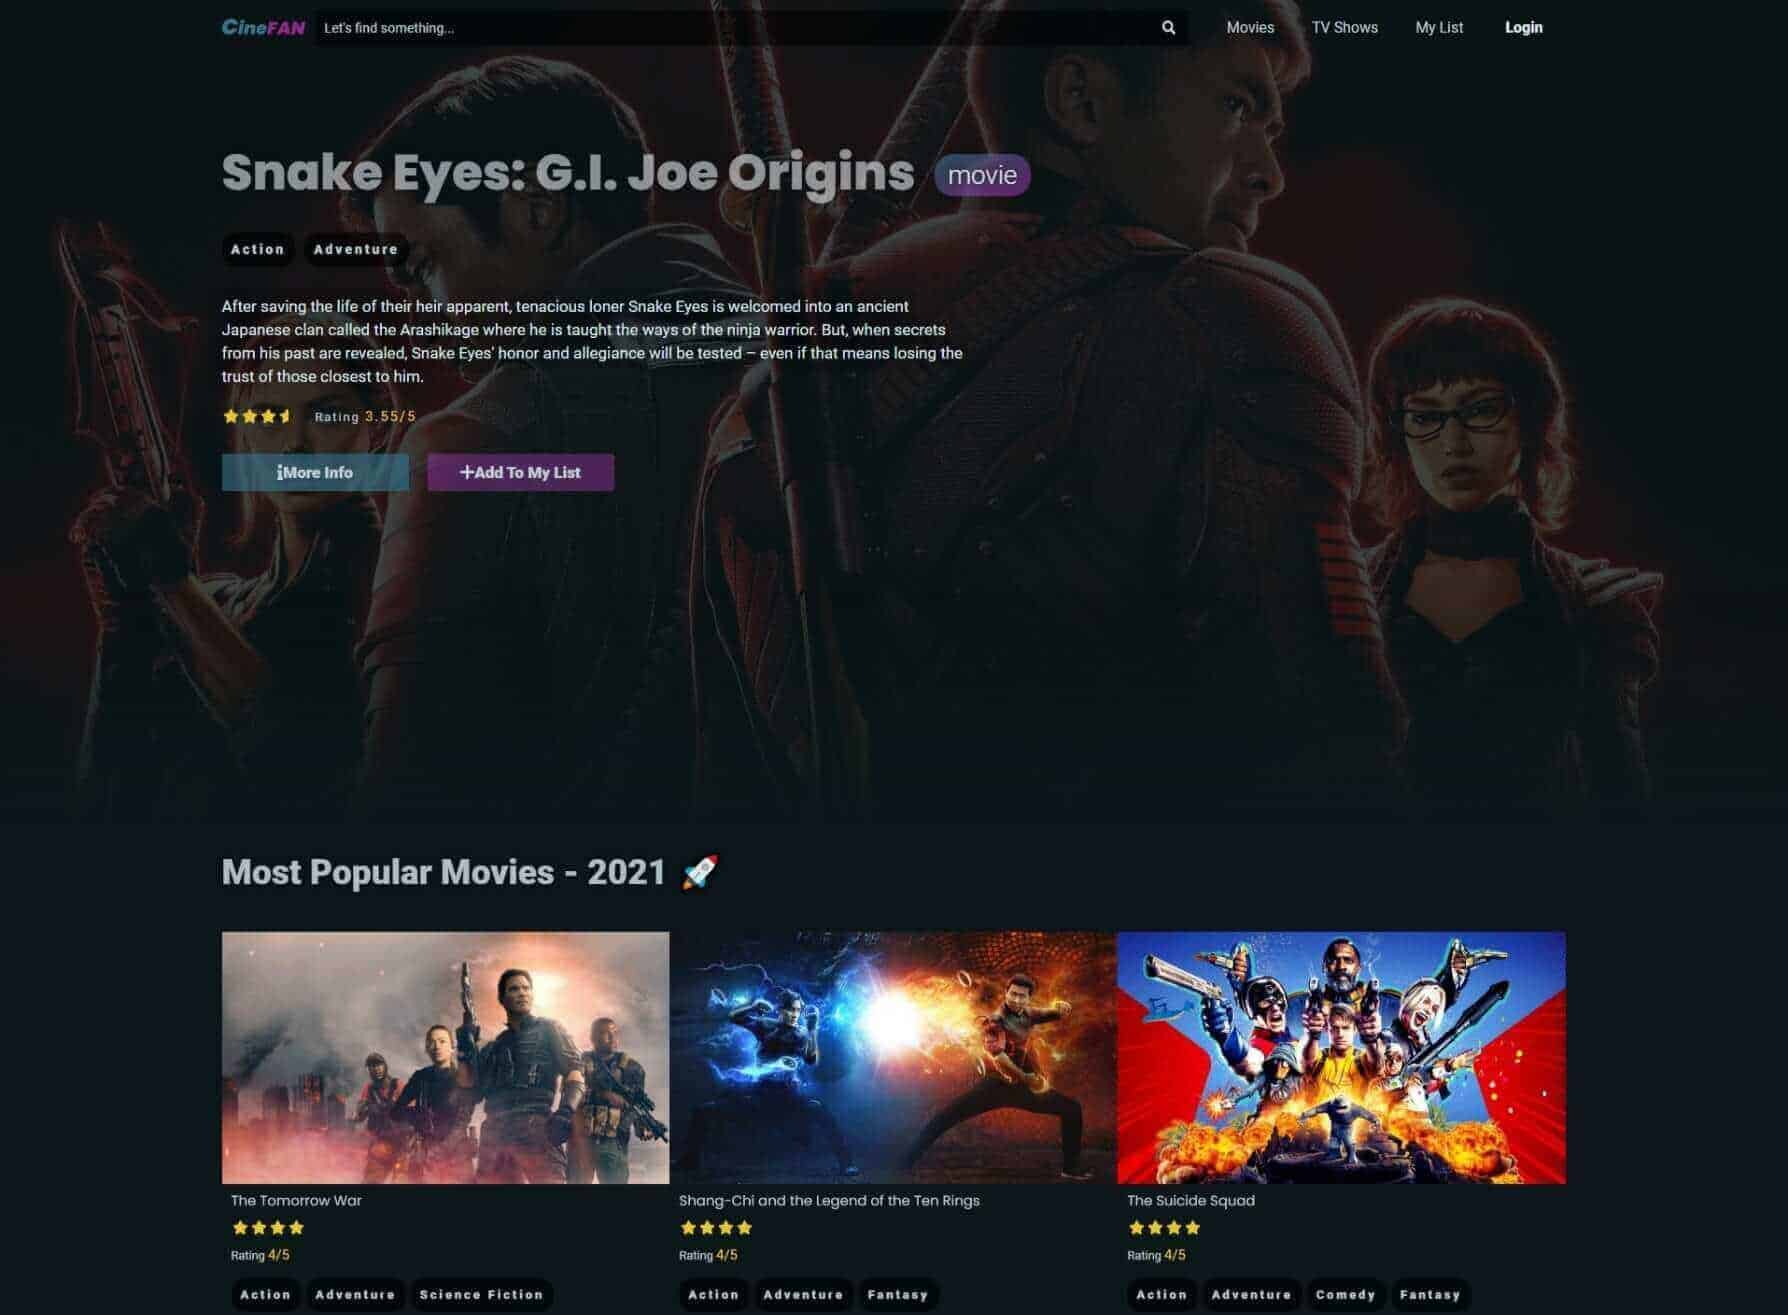 CineFAN Let's find something... Movies TV Shows My List Login
Snake Eyes: G.I. Joe Origins movie
Action Adventure
After saving the life of their heir apparent, tenacious loner Snake Eyes is welcomed into an ancient
Japanese clan called the Arashikage where he is taught the ways of the ninja warrior. But, when secrets
from his past are revealed, Snake Eyes' honor and allegiance will be tested – even if that means losing the
trust of those closest to him.
Rating 3.55/5
More Info Add To My List
Most Popular Movies - 2021
The Tomorrow War
Rating 4/5
Action Adventure Science Fiction
Shang-Chi and the Legend of the Ten Rings
Rating 4/5
Action Adventure Fantasy
The Suicide Squad
Rating 4/5
Action Adventure Comedy Fantasy